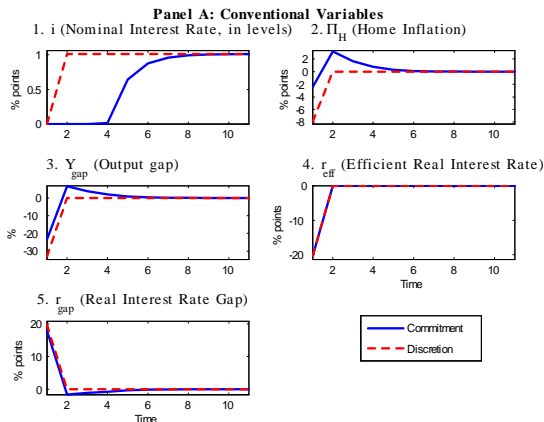 Panel A: Conventional Variables
1. i (Nominal Interest Rate, in levels)
% points
1
0.5
0
2 4 6 8 10
2. Π_H (Home Inflation)
% points
2
0
-2
-4
-6
-8
2 4 6 8 10
3. Y_gap (Output gap)
%
0
-10
-20
-30
2 4 6 8 10
4. r_eff (Efficient Real Interest Rate)
% points
0
-10
-20
2 4 6 8 10
Time
5. r_gap (Real Interest Rate Gap)
% points
20
10
0
2 4 6 8 10
Time
Commitment
Discretion